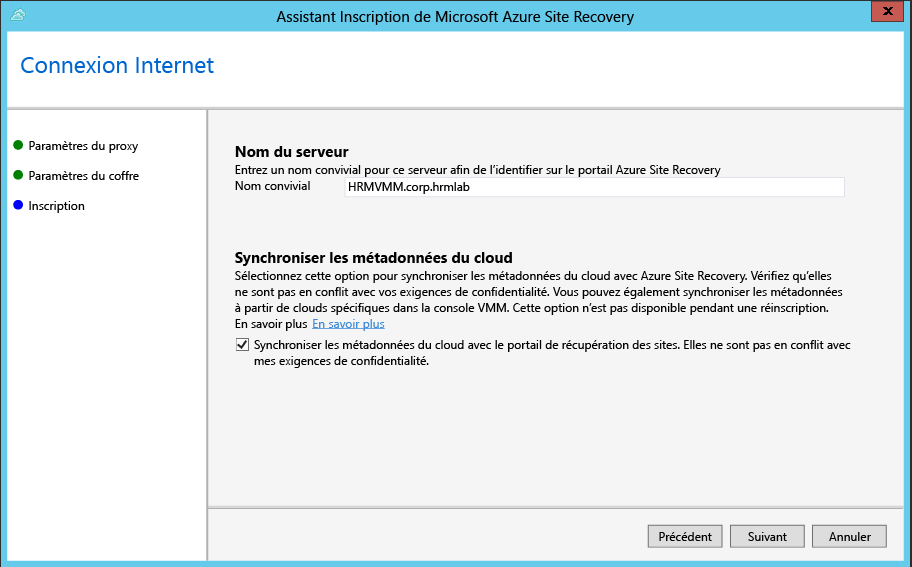 Assistant Inscription de Microsoft Azure Site Recovery
x
Connexion Internet
Paramètres du proxy
Paramètres du coffre
Inscription
Nom du serveur
Entrez un nom convivial pour ce serveur afin de l'identifier sur le portail Azure Site Recovery
Nom convivial HRMVMM.corp.hrmlab
Synchroniser les métadonnées du cloud
Sélectionnez cette option pour synchroniser les métadonnées du cloud avec Azure Site Recovery. Vérifiez qu'elles
ne sont pas en conflit avec vos exigences de confidentialité. Vous pouvez également synchroniser les métadonnées
à partir de clouds spécifiques dans la console VMM. Cette option n'est pas disponible pendant une réinscription.
En savoir plus En savoir plus
Synchroniser les métadonnées du cloud avec le portail de récupération des sites. Elles ne sont pas en conflit avec
mes exigences de confidentialité.
Précédent Suivant Annuler